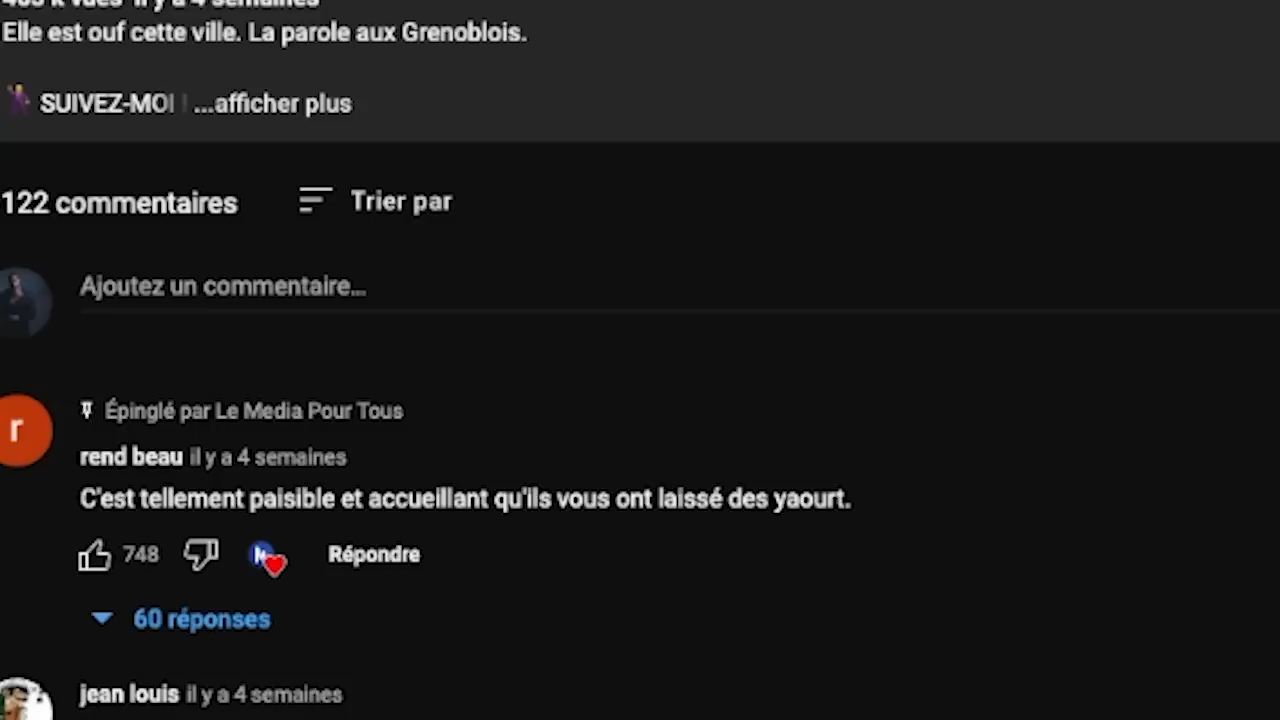 Elle est ouf cette ville. La parole aux Grenoblois.
SUIVEZ-MOI ! ...afficher plus
122 commentaires
Trier par
Ajoutez un commentaire...
r
Épinglé par Le Media Pour Tous
rend beau il y a 4 semaines
C'est tellement paisible et accueillant qu'ils vous ont laissé des yaourt.
748
Répondre
60 réponses
jean louis il y a 4 semaines